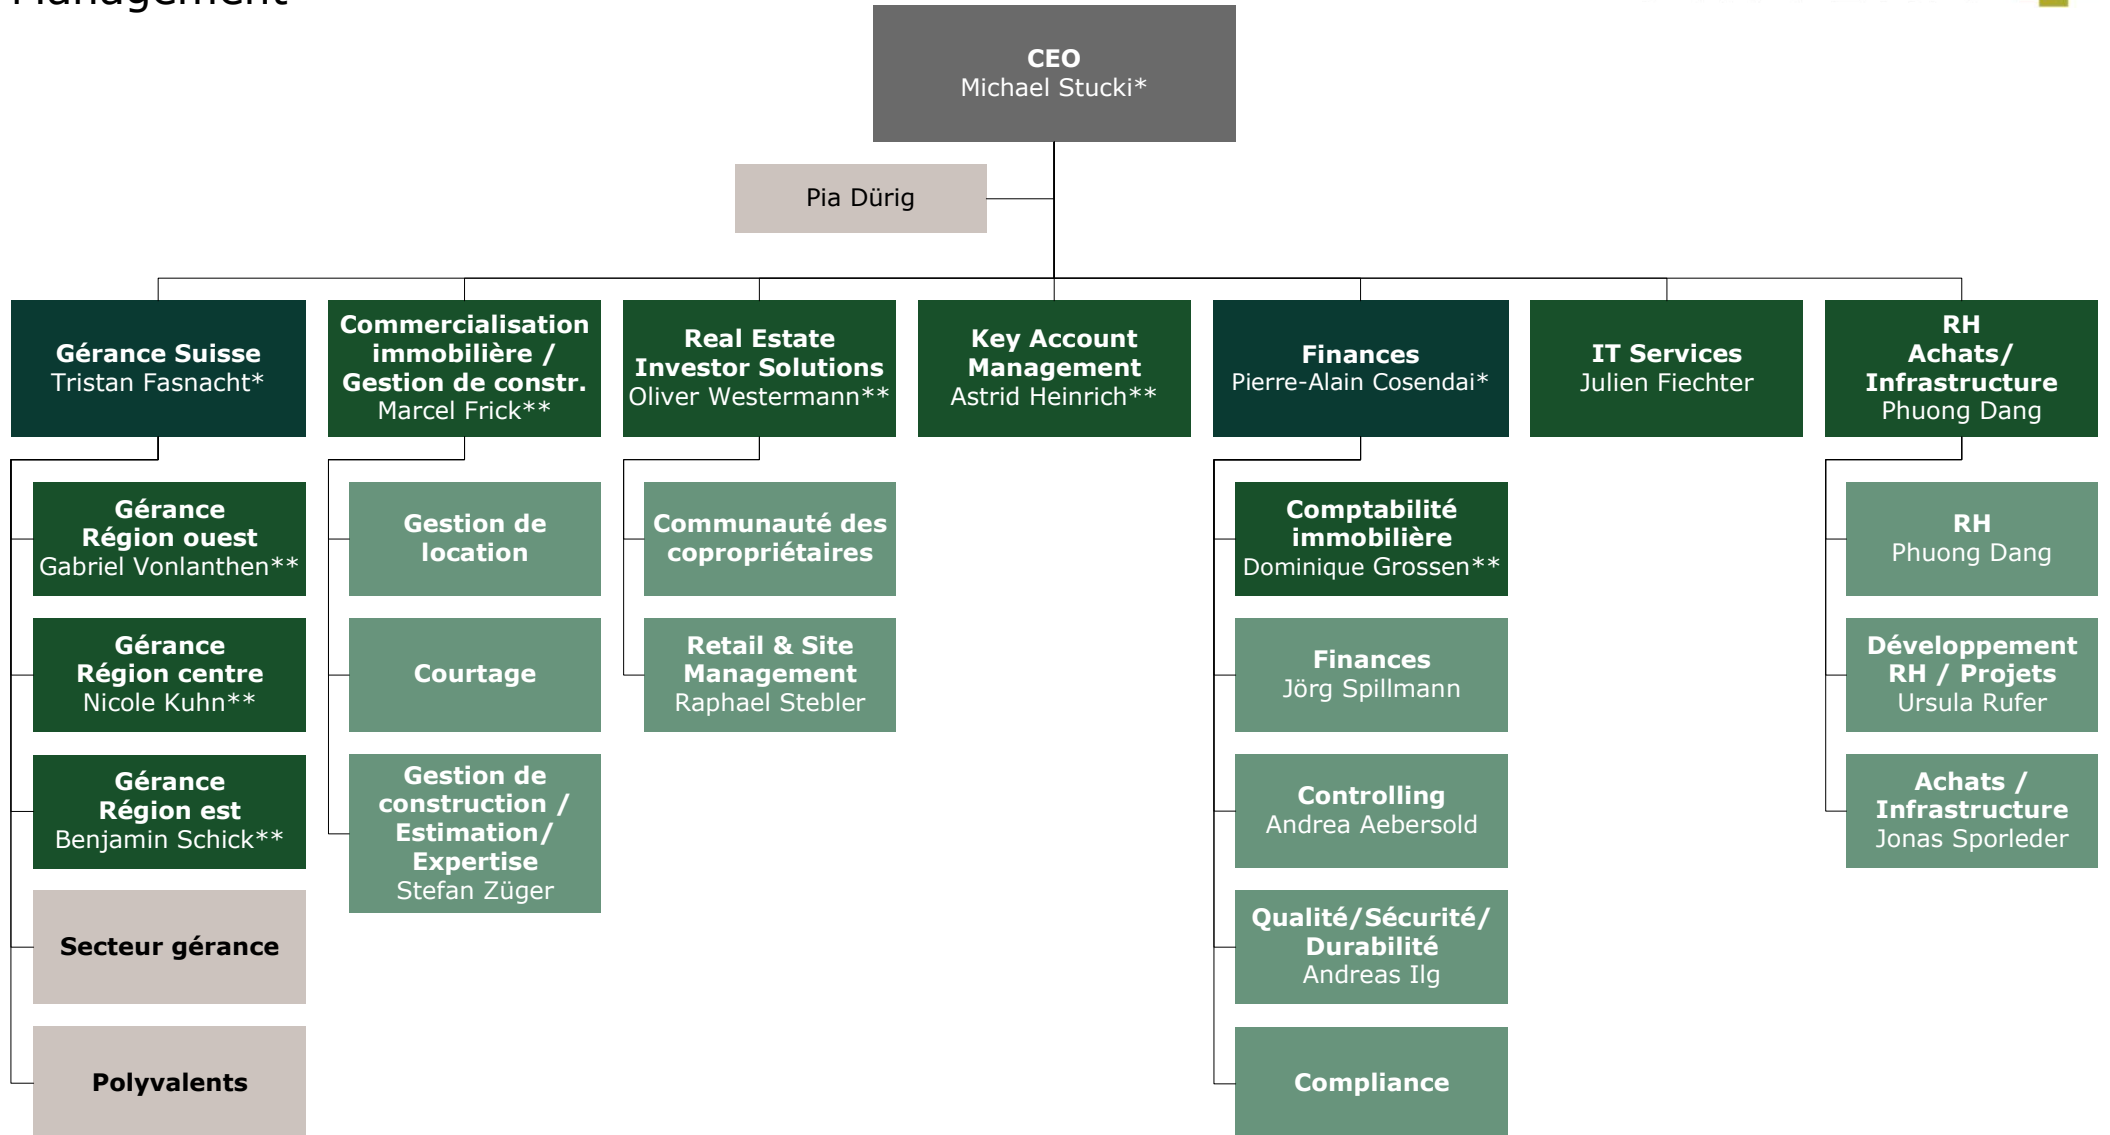 Management
CEO
Michael Stucki*
Pia Dürig
Gérance Suisse
Tristan Fasnacht*
Commercialisation
immobilière /
Gestion de constr.
Marcel Frick**
Real Estate
Investor Solutions
Oliver Westermann**
Key Account
Management
Astrid Heinrich**
Finances
Pierre-Alain Cosendai*
IT Services
Julien Fiechter
RH
Achats/
Infrastructure
Phuong Dang
Gérance
Région ouest
Gabriel Vonlanthen**
Gérance
Région centre
Nicole Kuhn**
Gérance
Région est
Benjamin Schick**
Secteur gérance
Polyvalents
Gestion de
location
Courtage
Gestion de
construction /
Estimation/
Expertise
Stefan Züger
Communauté des
copropriétaires
Retail & Site
Management
Raphael Stebler
Comptabilité
immobilière
Dominique Grossen**
Finances
Jörg Spillmann
Controlling
Andrea Aebersold
Qualité/Sécurité/
Durabilité
Andreas Ilg
Compliance
RH
Phuong Dang
Développement
RH / Projets
Ursula Rufer
Achats /
Infrastructure
Jonas Sporleder